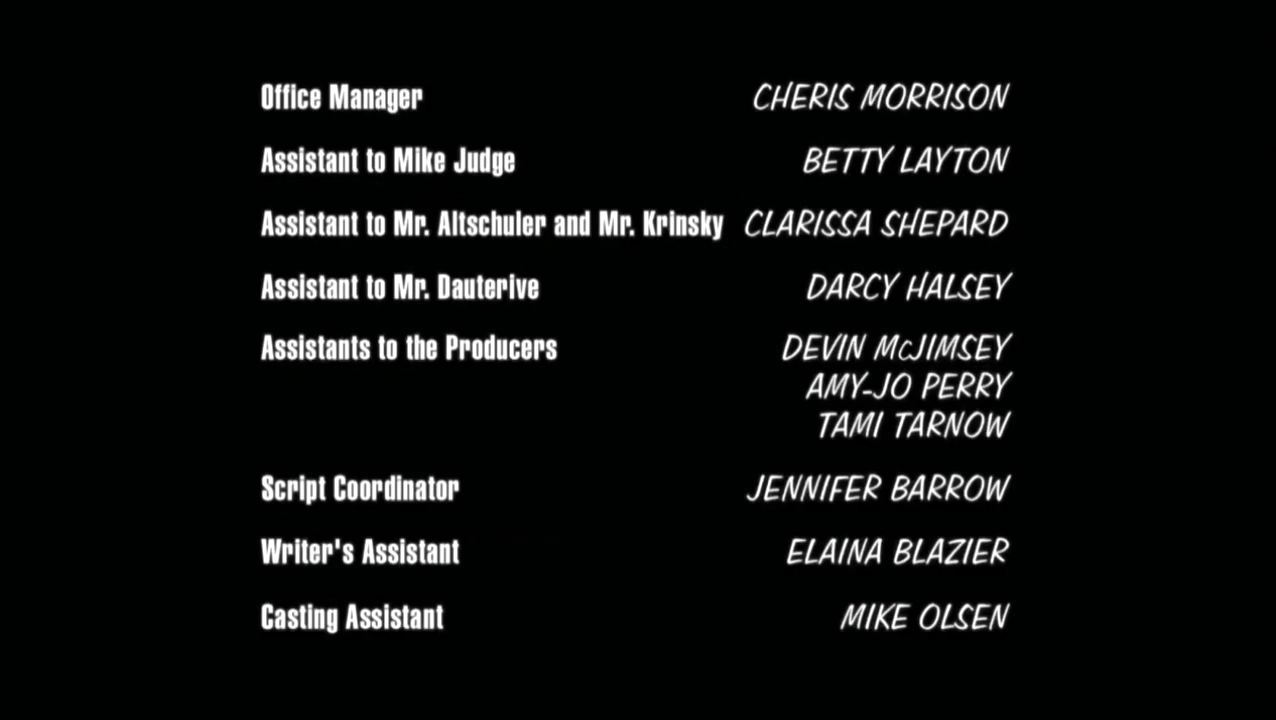 Office Manager CHERIS MORRISON
Assistant to Mike Judge BETTY LAYTON
Assistant to Mr. Altschuler and Mr. Krinsky CLARISSA SHEPARD
Assistant to Mr. Dauterive DARCY HALSEY
Assistants to the Producers DEVIN McJIMSEY
AMY-JO PERRY
TAMI TARNOW
Script Coordinator JENNIFER BARROW
Writer's Assistant ELAINA BLAZIER
Casting Assistant MIKE OLSEN